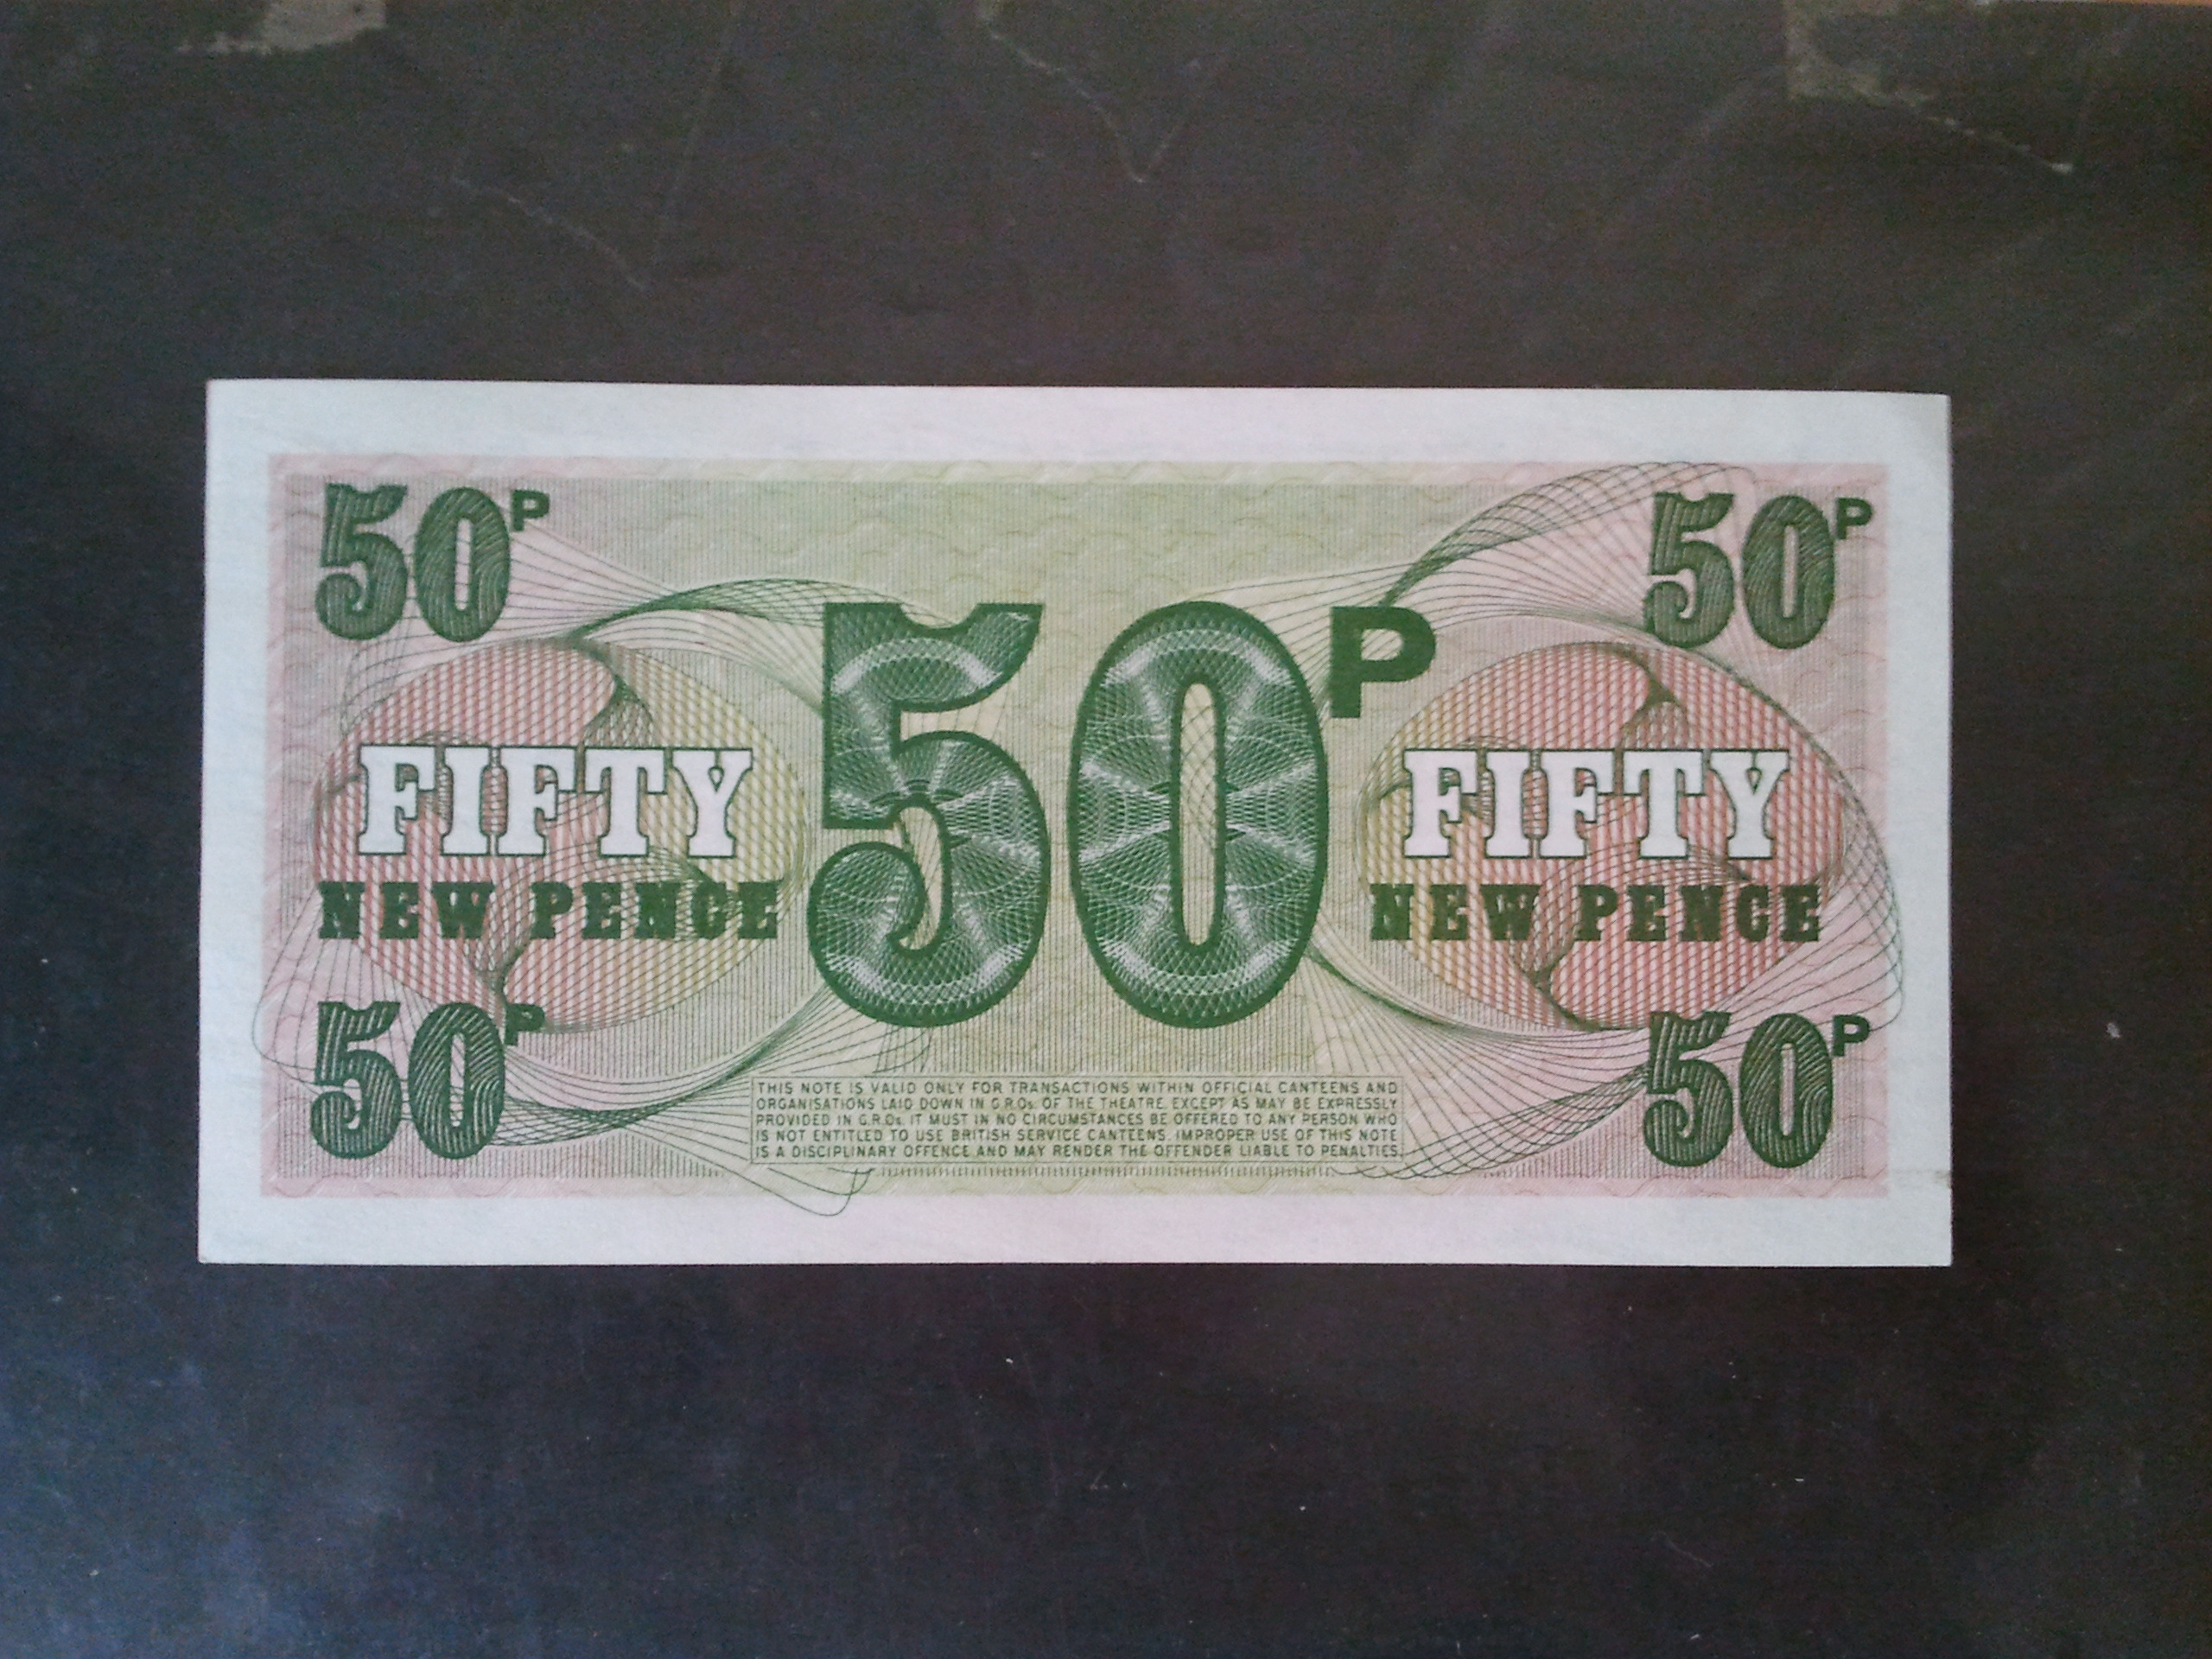 50P
50P
50P
FIFTY
NEW PENCE
FIFTY
NEW PENCE
50P
50P
THIS NOTE IS VALID ONLY FOR TRANSACTIONS WITHIN OFFICIAL CANTEENS AND
ORGANISATIONS LAID DOWN IN G.R.Os. OF THE THEATRE. EXCEPT AS MAY BE EXPRESSLY
PROVIDED IN G.R.Os. IT MUST IN NO CIRCUMSTANCES BE OFFERED TO ANY PERSON WHO
IS NOT ENTITLED TO USE BRITISH SERVICE CANTEENS. IMPROPER USE OF THIS NOTE
IS A DISCIPLINARY OFFENCE AND MAY RENDER THE OFFENDER LIABLE TO PENALTIES.